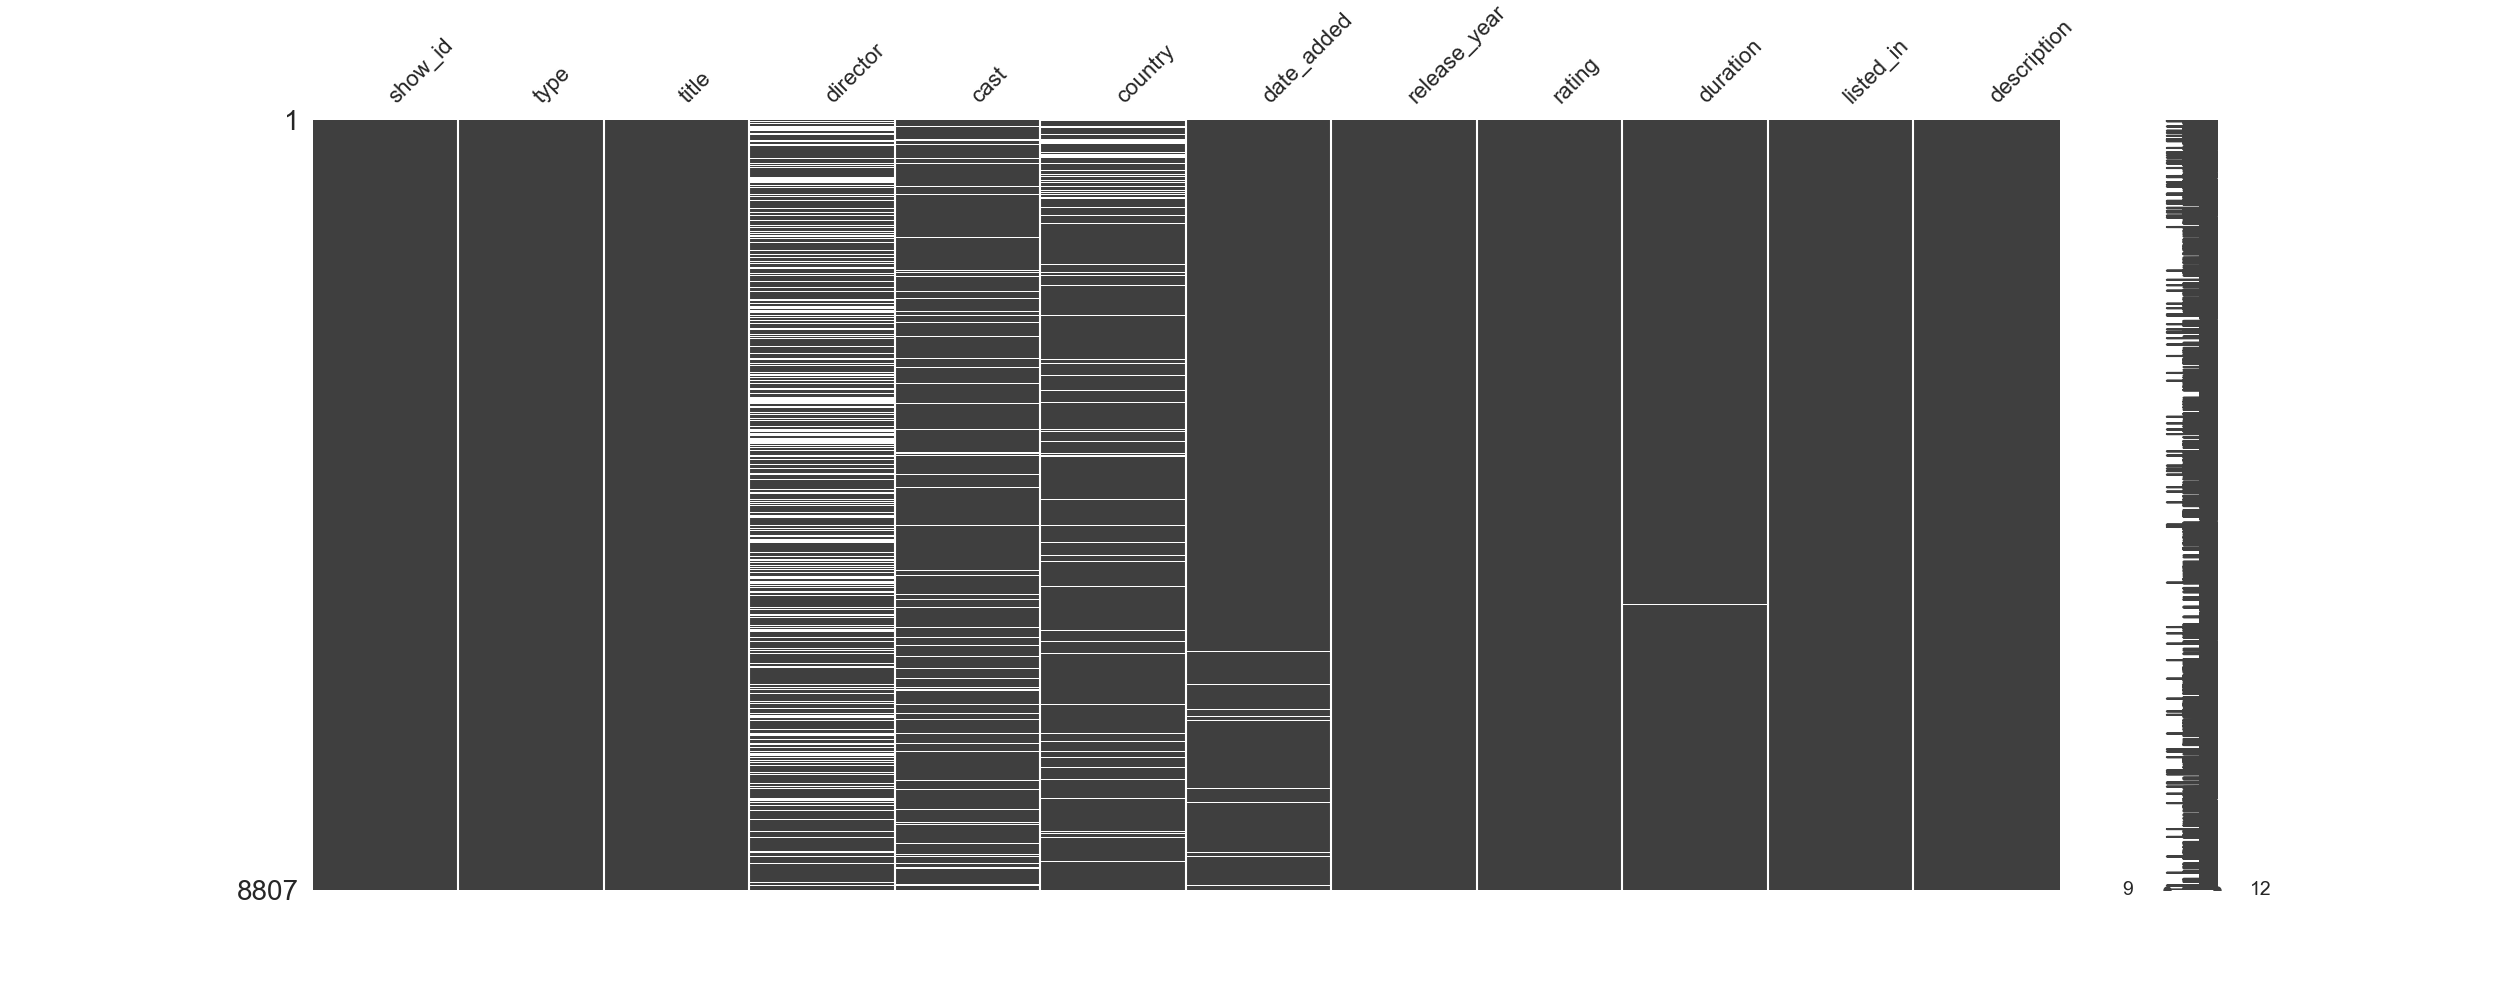 show_id
type
title
director
cast
country
date_added
release_year
rating
duration
listed_in
description
1
8807
9
12